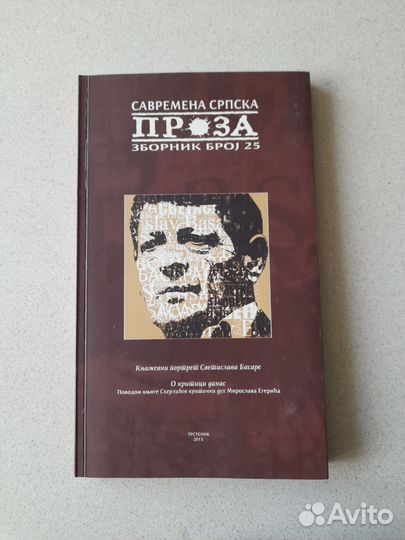 САВРЕМЕНА СРПСКА
ПРОЗА
ЗБОРНИК БРОЈ 25
Књижевни портрет Светислава Басаре
О критици данас
Поводом књиге Скерлићев критички дух Мирослава Егерића
ТРСТЕНИК
2013
Avito